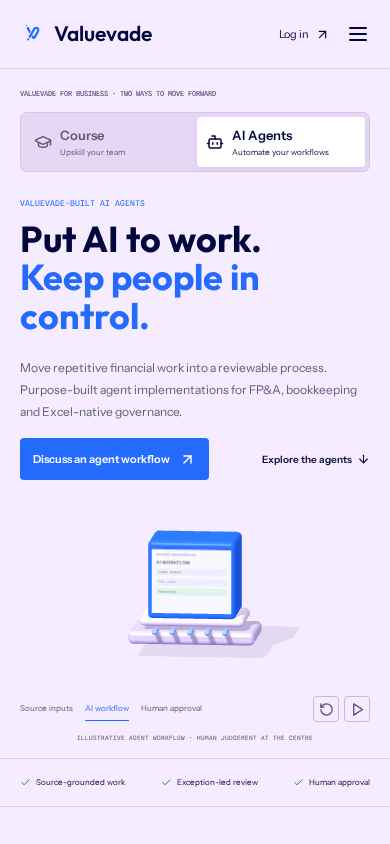 Valuevade
Log in
VALUEVADE FOR BUSINESS · TWO WAYS TO MOVE FORWARD
Course
Upskill your team
AI Agents
Automate your workflows
VALUEVADE-BUILT AI AGENTS
Put AI to work.
Keep people in
control.
Move repetitive financial work into a reviewable process.
Purpose-built agent implementations for FP&A, bookkeeping
and Excel-native governance.
Discuss an agent workflow
Explore the agents
Source inputs
AI workflow
Human approval
ILLUSTRATIVE AGENT WORKFLOW · HUMAN JUDGEMENT AT THE CENTRE
Source-grounded work
Exception-led review
Human approval